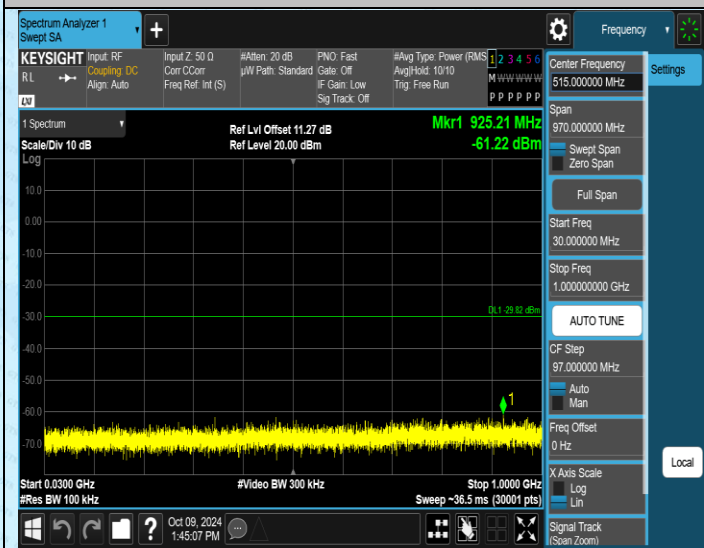 Spectrum Analyzer 1
Swept SA
Frequency
KEYSIGHT
Input: RF
Input Z: 50 Ω
#Atten: 20 dB
PNO: Fast
#Avg Type: Power (RMS
1 2 3 4 5 6
RL
Coupling: DC
Corr CCorr
µW Path: Standard
Gate: Off
Avg|Hold: 10/10
M W W W W W
Align: Auto
Freq Ref: Int (S)
IF Gain: Low
Trig: Free Run
Sig Track: Off
P P P P P P
LXI
1 Spectrum
Ref Lvl Offset 11.27 dB
Mkr1 925.21 MHz
Scale/Div 10 dB
Ref Level 20.00 dBm
-61.22 dBm
Log
10.0
0.00
-10.0
-20.0
-30.0
DL1 -29.82 dBm
-40.0
-50.0
-60.0
1
-70.0
Start 0.0300 GHz
#Video BW 300 kHz
Stop 1.0000 GHz
#Res BW 100 kHz
Sweep ~36.5 ms (30001 pts)
Oct 09, 2024
1:45:07 PM
?
Center Frequency
515.000000 MHz
Settings
Span
970.000000 MHz
Swept Span
Zero Span
Full Span
Start Freq
30.000000 MHz
Stop Freq
1.000000000 GHz
AUTO TUNE
CF Step
97.000000 MHz
Auto
Man
Freq Offset
0 Hz
Local
X Axis Scale
Log
Lin
Signal Track
(Span Zoom)